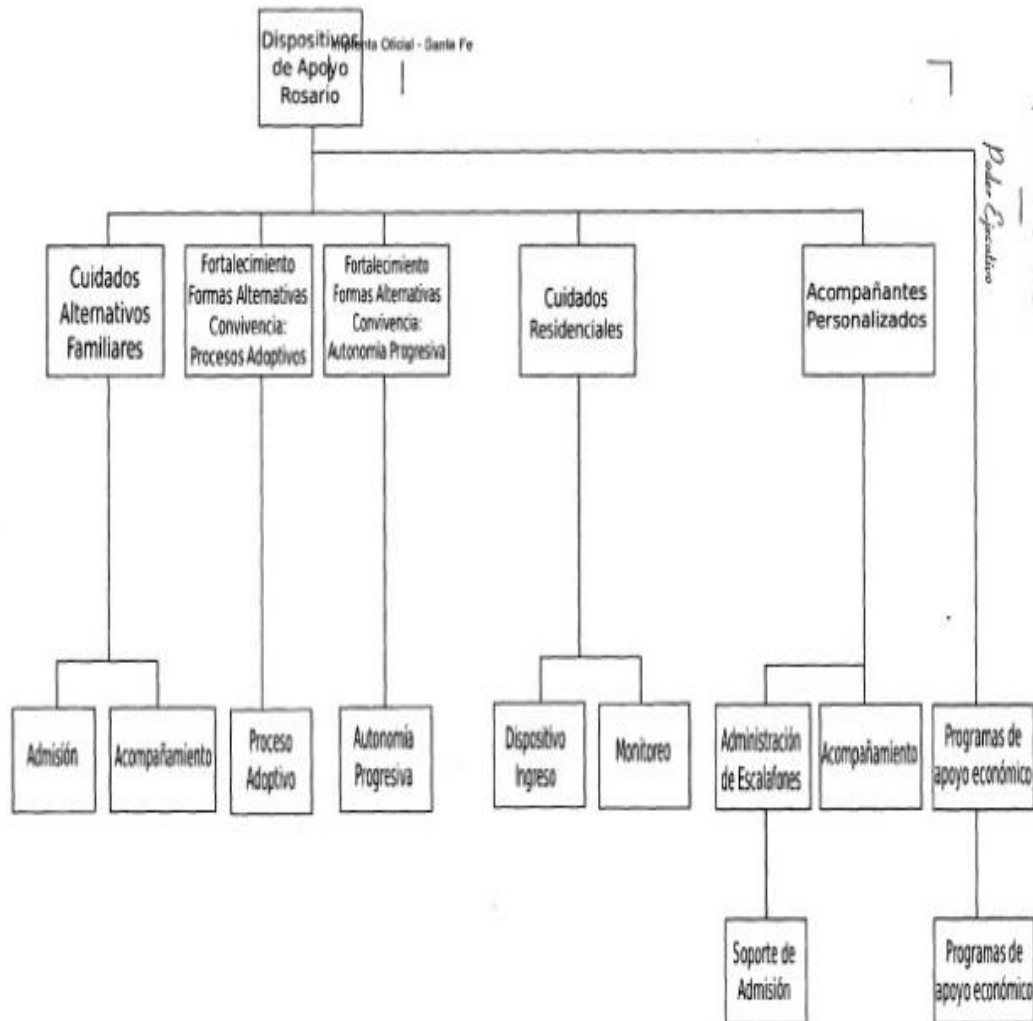 Dispositivos
de Apoyo
Rosario
Imprenta Oficial - Santa Fe
Poder Ejecutivo
Cuidados
Alternativos
Familiares
Fortalecimiento
Formas Alternativas
Convivencia:
Procesos Adoptivos
Fortalecimiento
Formas Alternativas
Convivencia:
Autonomía Progresiva
Cuidados
Residenciales
Acompañantes
Personalizados
Admisión
Acompañamiento
Proceso
Adoptivo
Autonomía
Progresiva
Dispositivo
Ingreso
Monitoreo
Administración
de Escalafones
Acompañamiento
Programas de
apoyo económico
Soporte de
Admisión
Programas de
apoyo económico